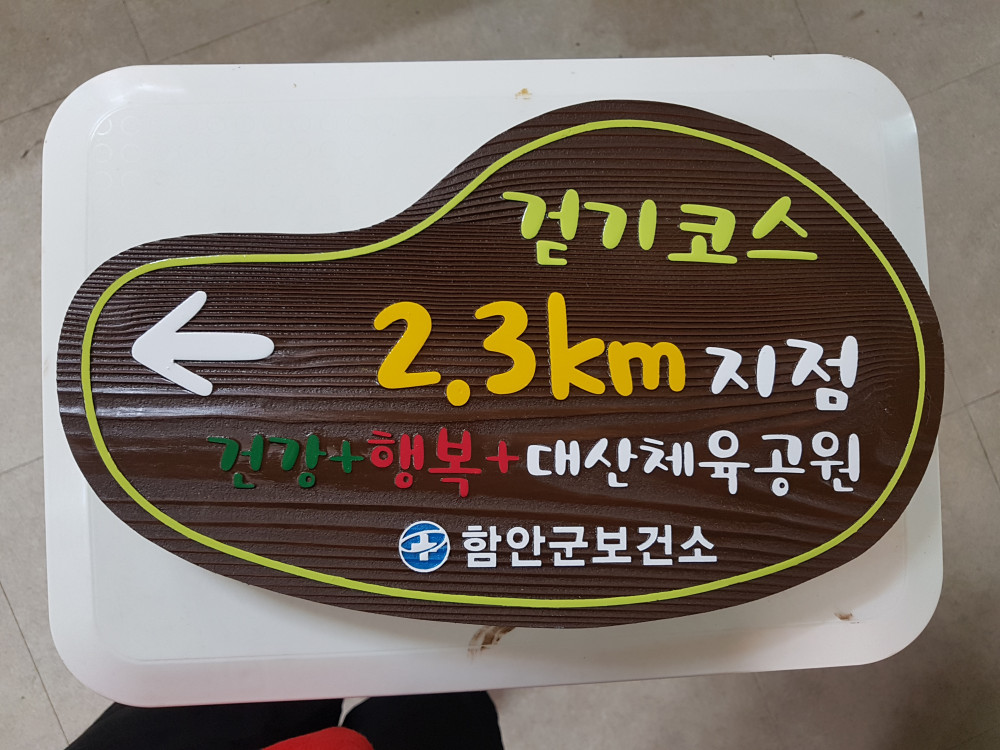 걷기코스
2.3km 지점
건강+행복+대산체육공원
함안군보건소